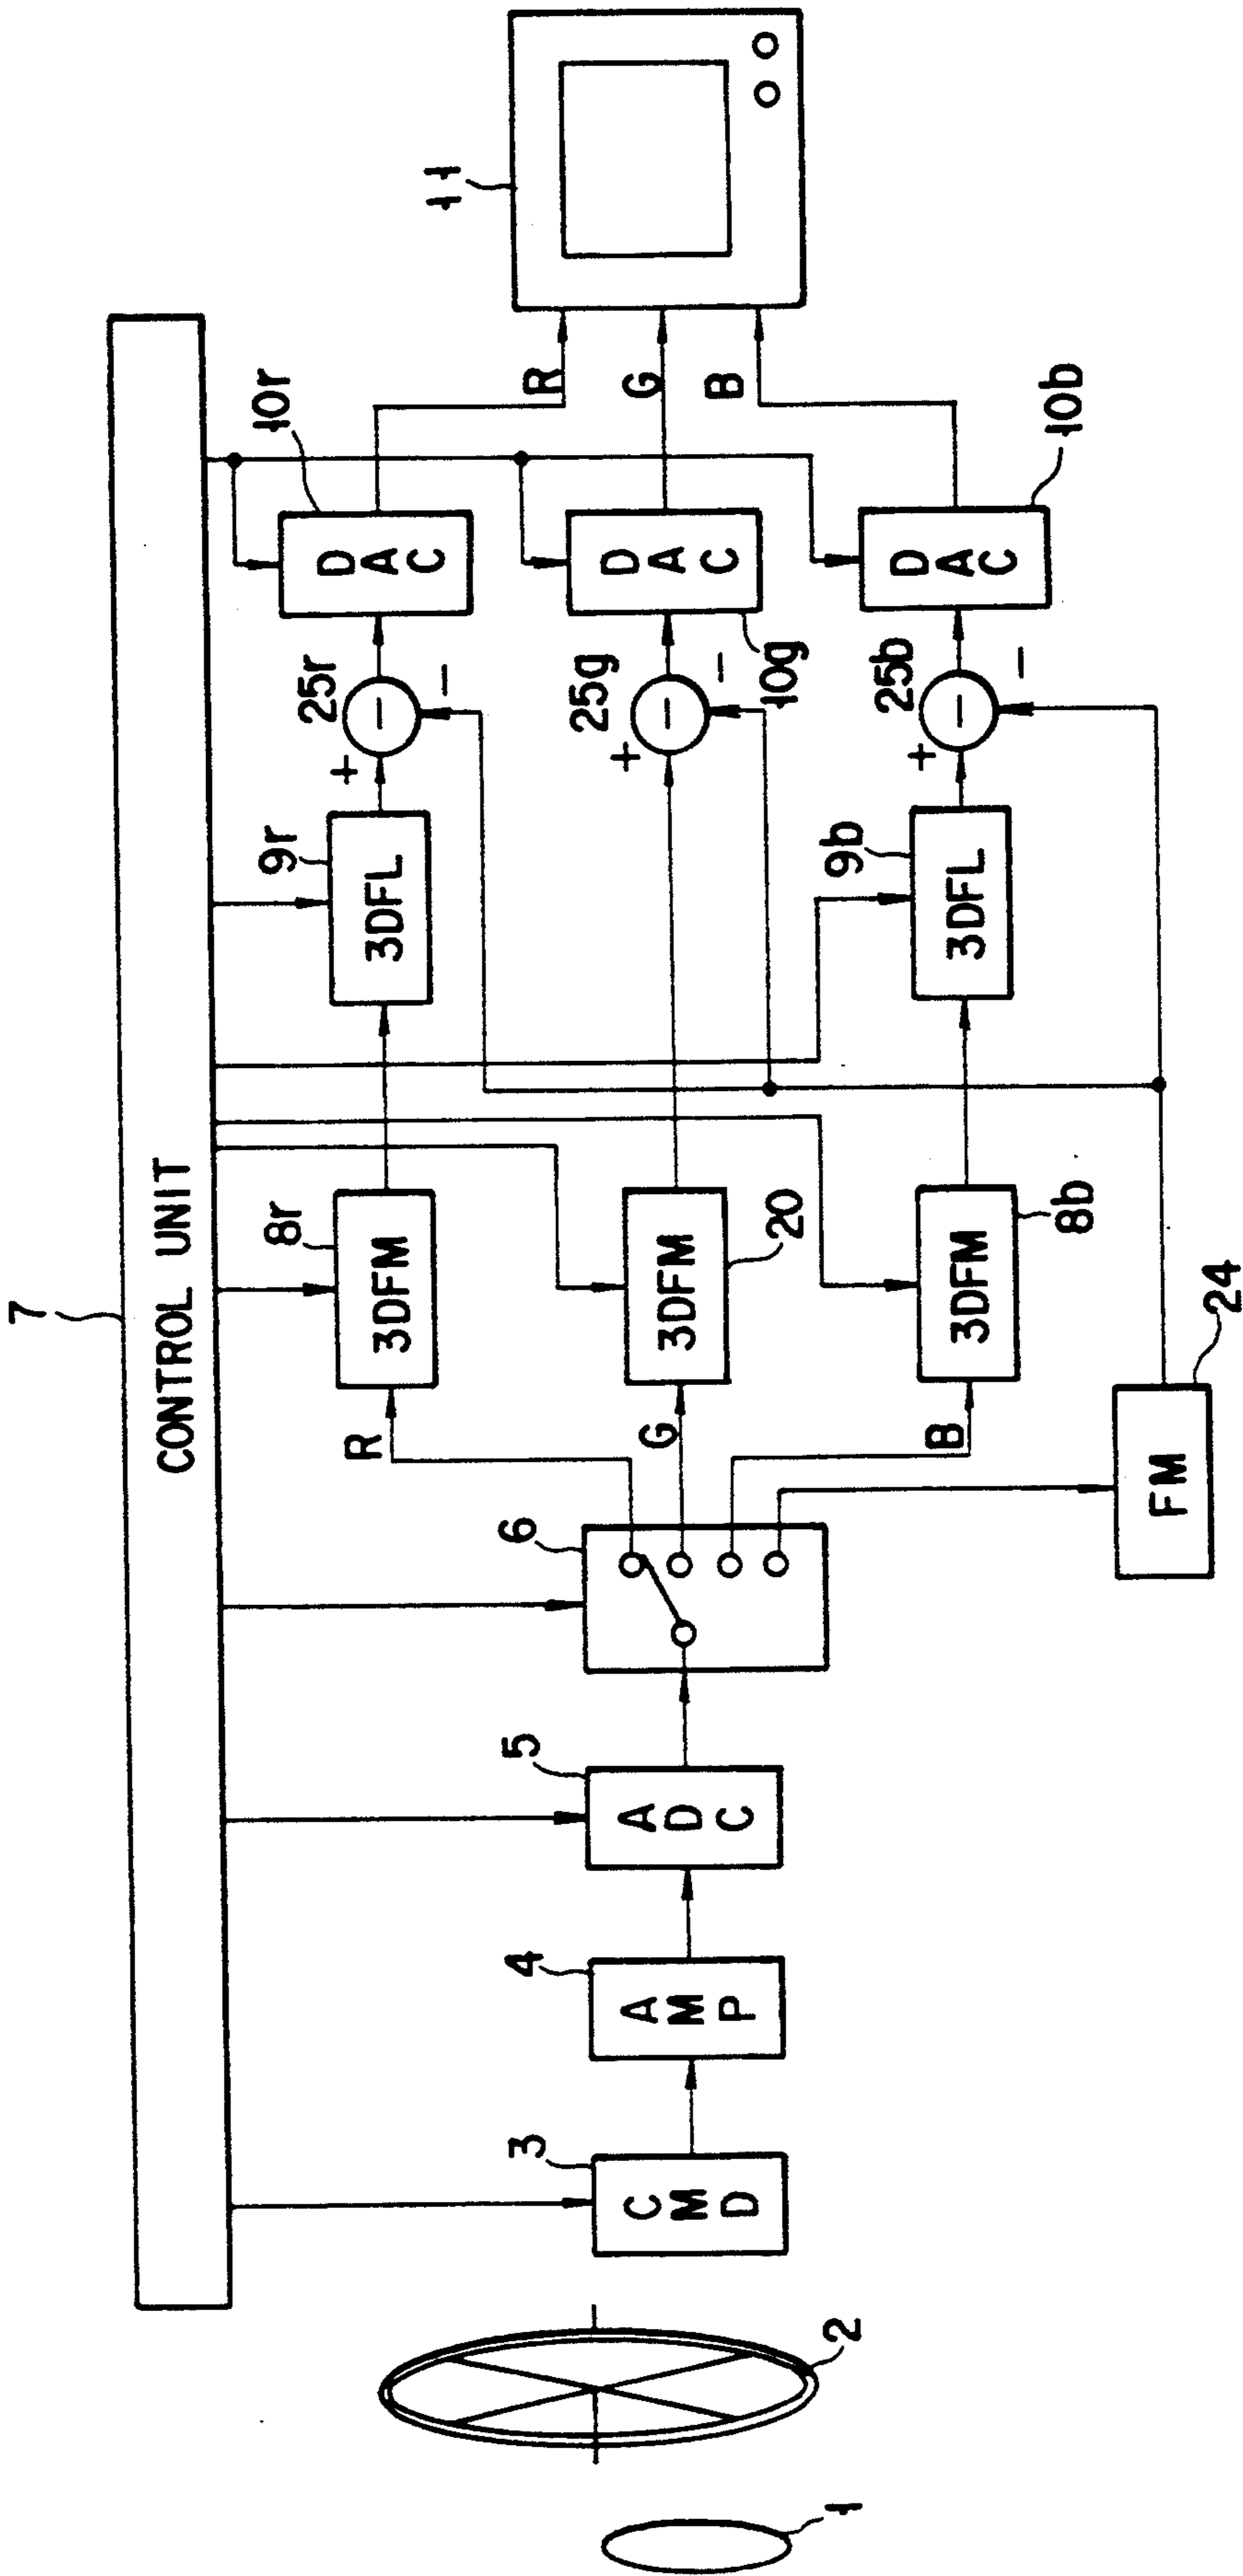 7
CONTROL UNIT
1
2
3
CMD
4
AMP
5
ADC
6
R
G
B
8r
3DFM
3DFM
20
3DFM
8b
FM
24
9r
3DFL
9b
3DFL
25r
+
-
-
25g
+
-
-
25b
+
-
-
10r
DAC
DAC
10g
DAC
10b
R
G
B
11